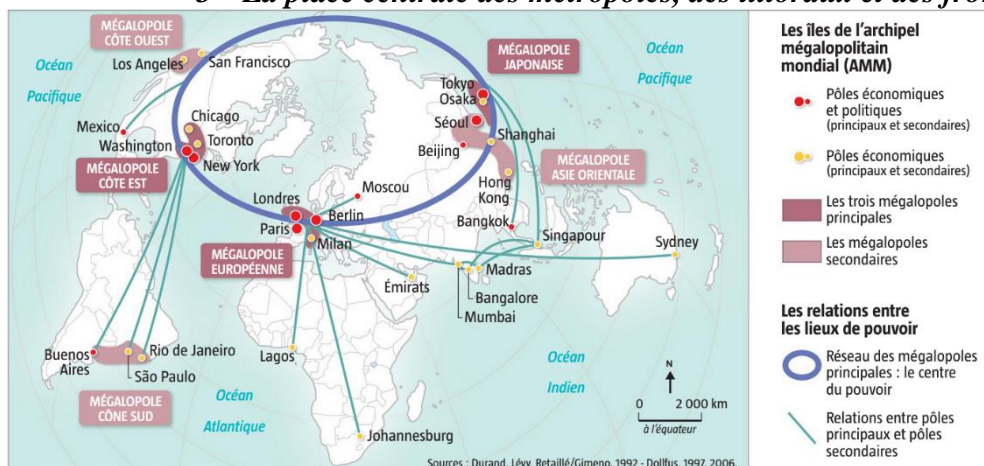 3 – La place centrale des métropoles, des littoraux et des
MÉGALOPOLE
CÔTE OUEST
Los Angeles
San Francisco
Océan
Pacifique
Mexico
Chicago
Washington
Toronto
New York
MÉGALOPOLE
CÔTE EST
MÉGALOPOLE
JAPONAISE
Tokyo
Osaka
Séoul
Shanghai
Beijing
MÉGALOPOLE
ASIE ORIENTALE
Hong
Kong
Bangkok
Océan
Pacifique
Moscou
Londres
Berlin
Paris
Milan
MÉGALOPOLE
EUROPÉENNE
Singapour
Sydney
Madras
Émirats
Bangalore
Mumbai
Buenos
Aires
Rio de Janeiro
São Paulo
MÉGALOPOLE
CÔNE SUD
Lagos
Océan
Atlantique
Johannesburg
Océan
Indien
N
0 2 000 km
à l'équateur
Sources : Durand, Lévy, Retaillé/Gimeno, 1992 - Dollfus, 1997, 2006.
Les îles de l'archipel
mégalopolitain
mondial (AMM)
Pôles économiques
et politiques
(principaux et secondaires)
Pôles économiques
(principaux et secondaires)
Les trois mégalopoles
principales
Les mégalopoles
secondaires
Les relations entre
les lieux de pouvoir
Réseau des mégalopoles
principales : le centre
du pouvoir
Relations entre pôles
principaux et pôles
secondaires